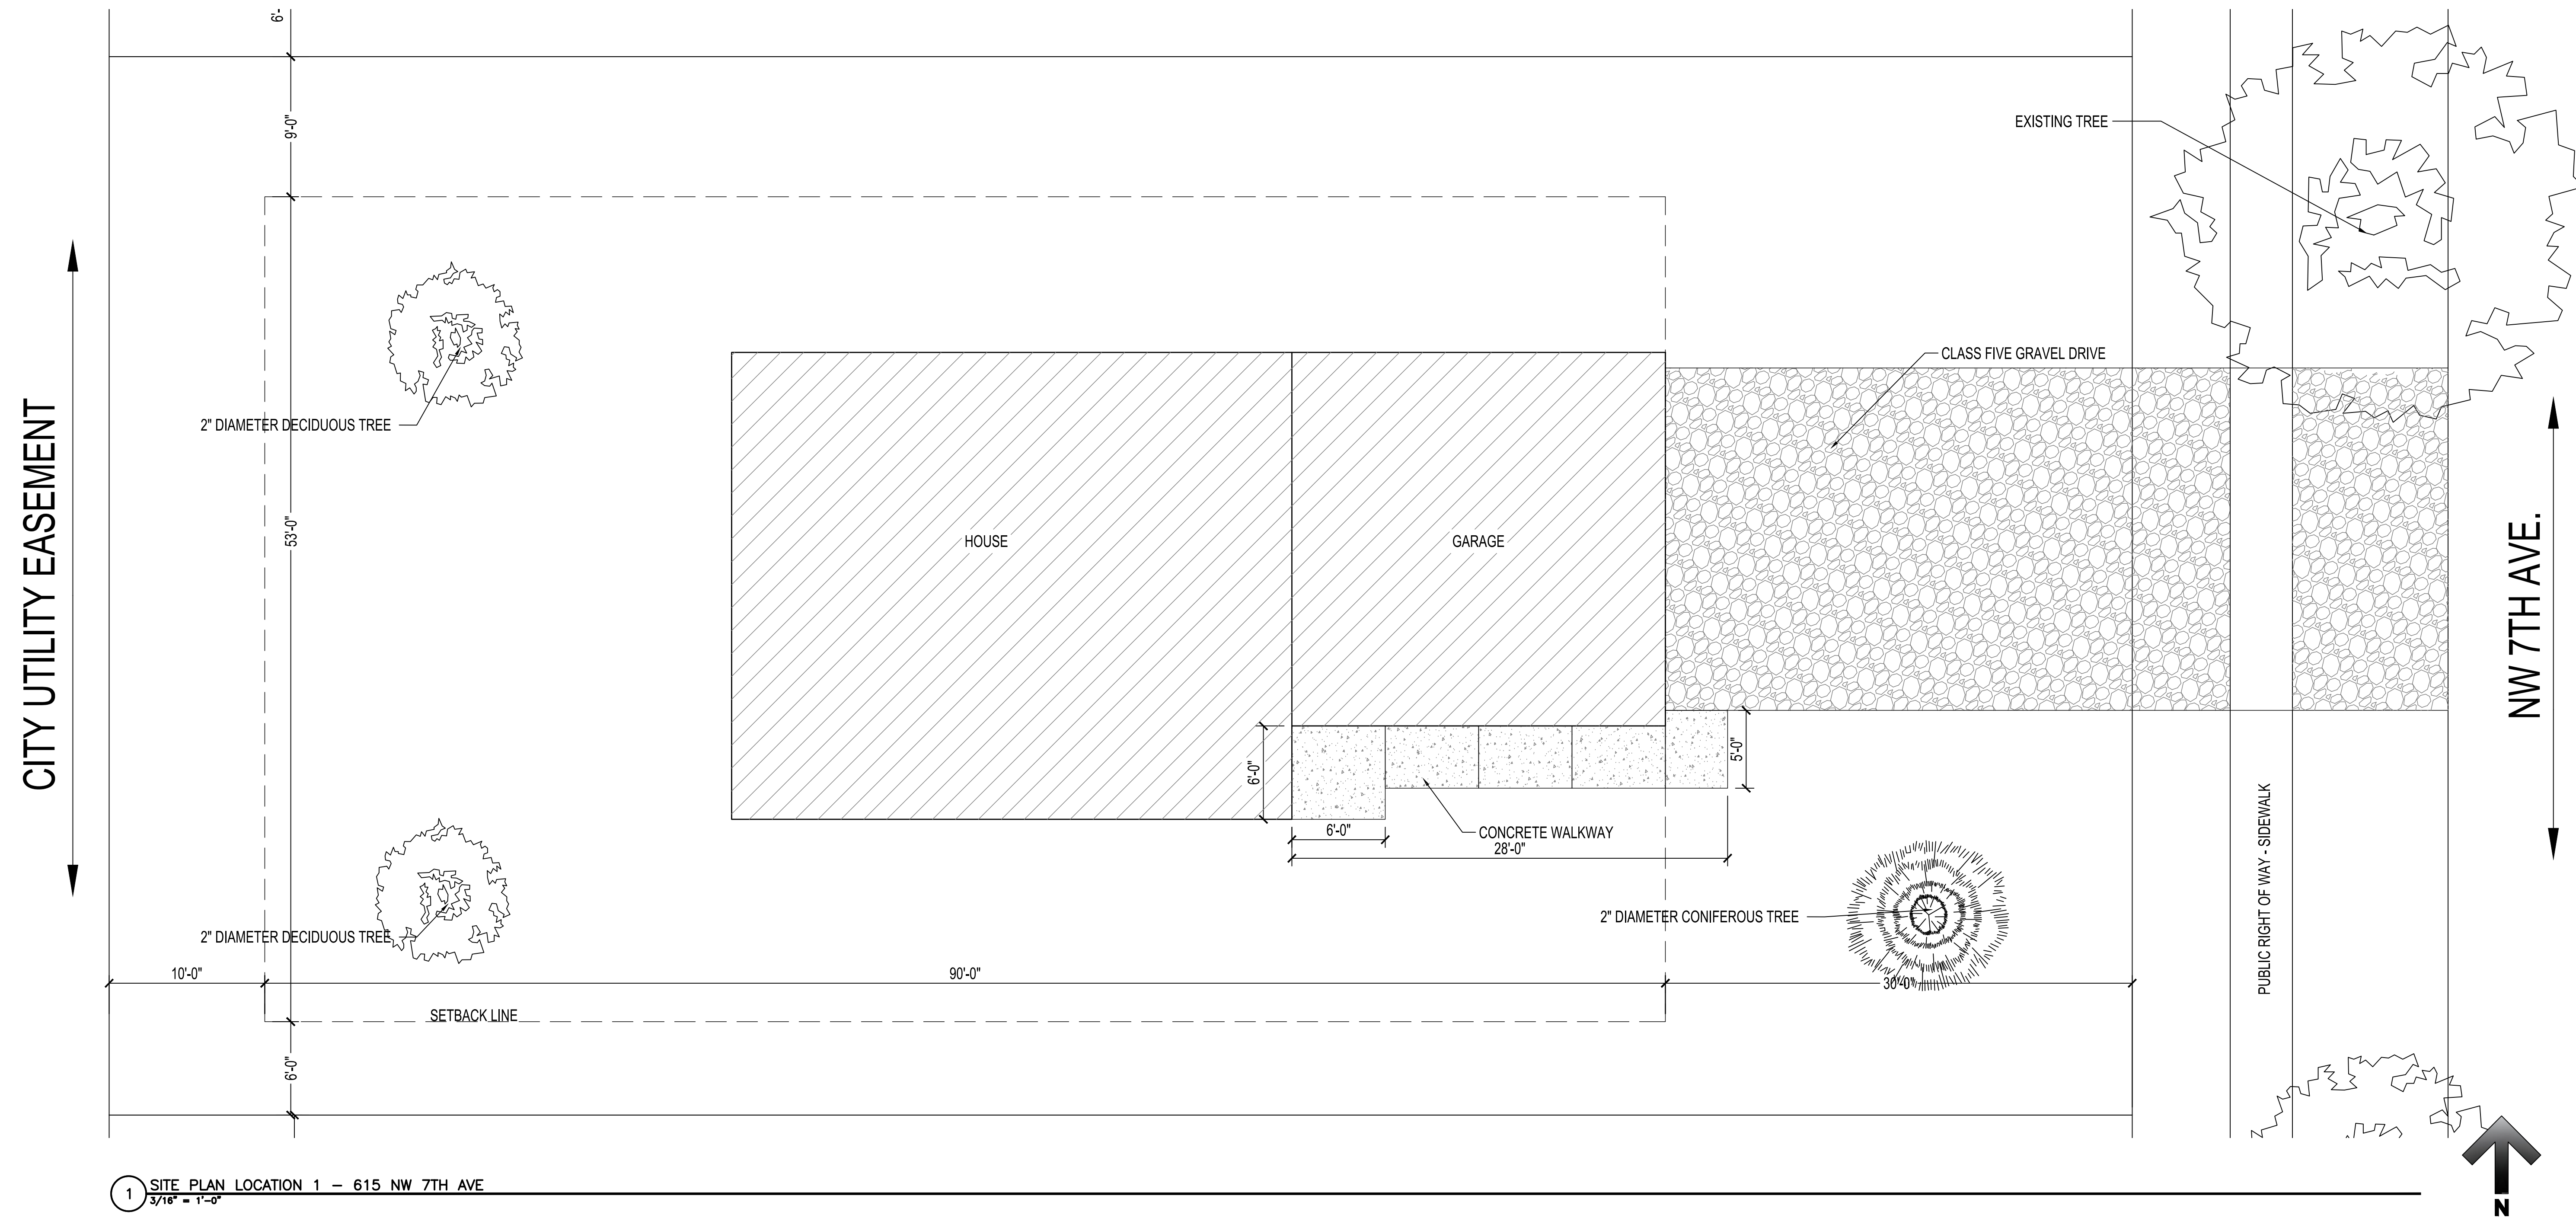 6'-
9'-0"
EXISTING TREE
CLASS FIVE GRAVEL DRIVE
2" DIAMETER DECIDUOUS TREE
CITY UTILITY EASEMENT
53'-0"
HOUSE
GARAGE
NW 7TH AVE.
6'-0"
5'-0"
6'-0"
CONCRETE WALKWAY
28'-0"
PUBLIC RIGHT OF WAY - SIDEWALK
2" DIAMETER CONIFEROUS TREE
2" DIAMETER DECIDUOUS TREE
10'-0"
90'-0"
30'-0"
SETBACK LINE
6'-0"
1
SITE PLAN LOCATION 1 – 615 NW 7TH AVE
3/16" = 1'-0"
N